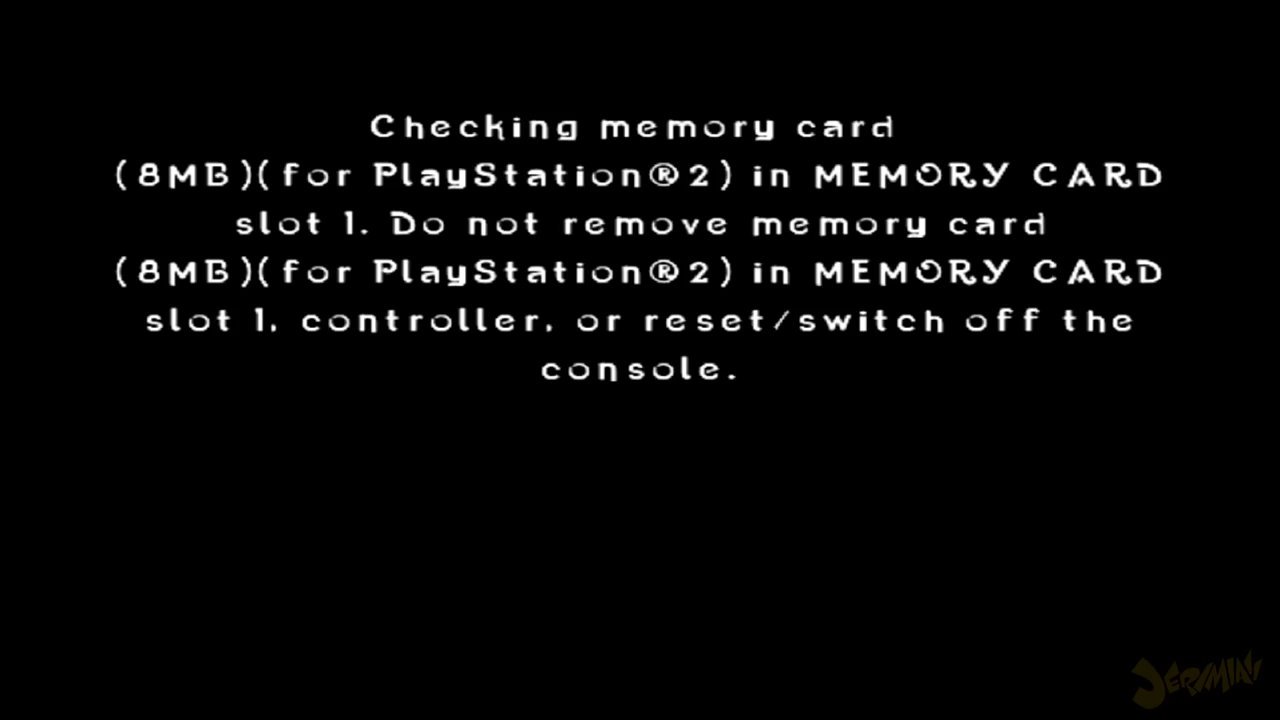 Checking memory card
(8MB)(for PlayStation®2) in MEMORY CARD
slot 1. Do not remove memory card
(8MB)(for PlayStation®2) in MEMORY CARD
slot 1, controller, or reset/switch off the
console.
JERIMIAH